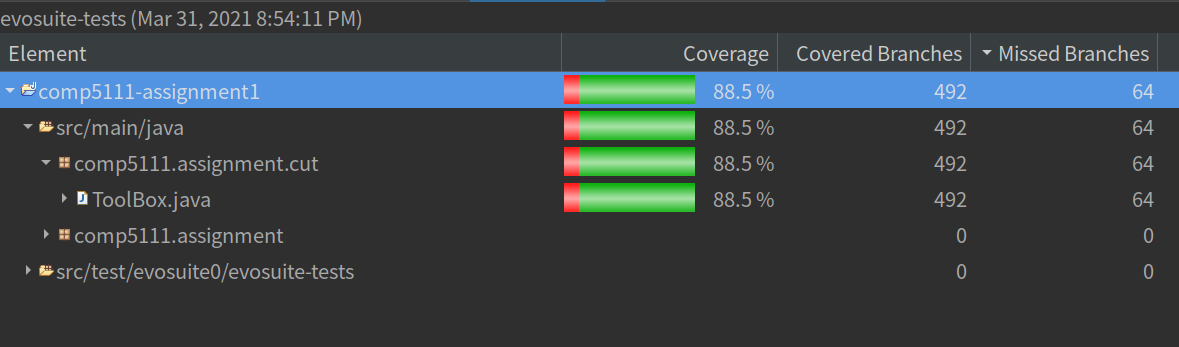 evosuite-tests (Mar 31, 2021 8:54:11 PM)
Element Coverage Covered Branches Missed Branches
comp5111-assignment1 88.5 % 492 64
src/main/java 88.5 % 492 64
comp5111.assignment.cut 88.5 % 492 64
ToolBox.java 88.5 % 492 64
comp5111.assignment 0 0
src/test/evosuite0/evosuite-tests 0 0